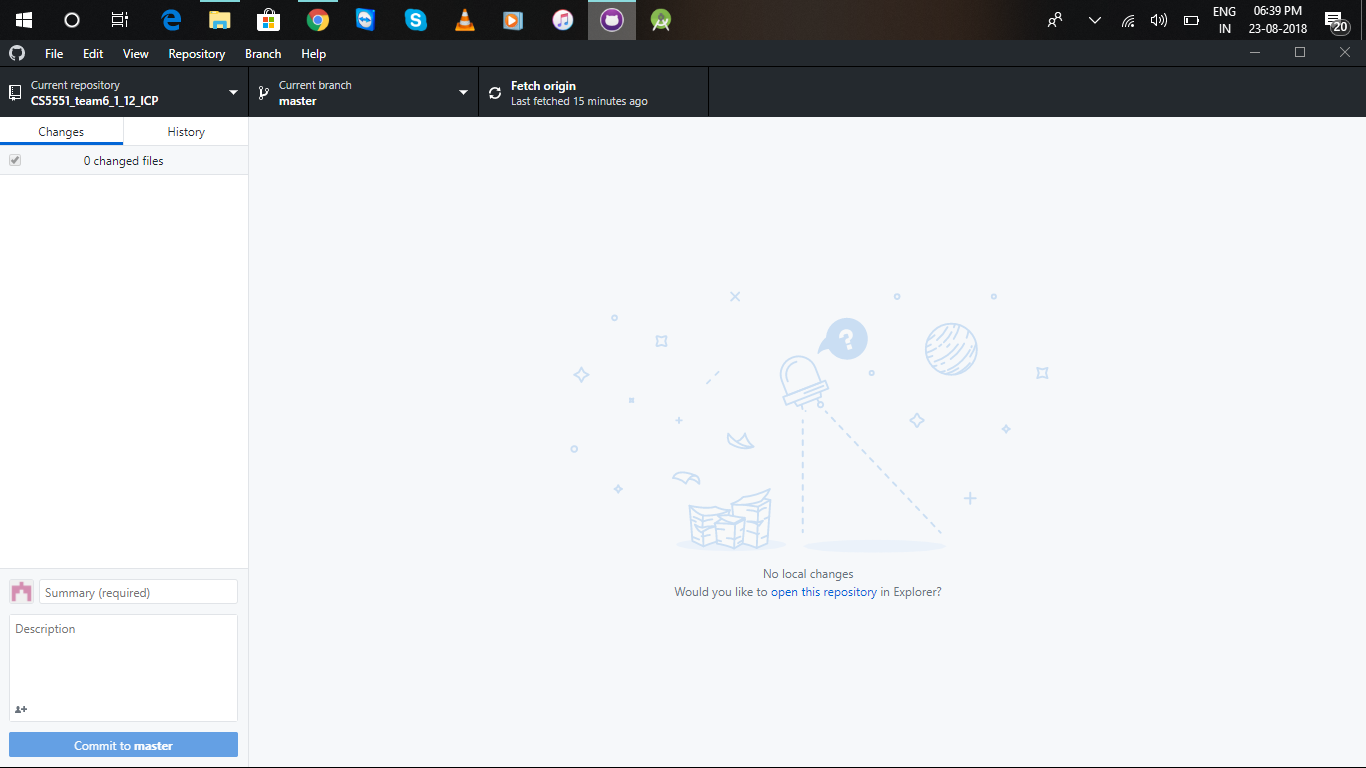 ENG
IN
06:39 PM
23-08-2018
20
File Edit View Repository Branch Help
Current repository
CS5551_team6_1_12_ICP
Current branch
master
Fetch origin
Last fetched 15 minutes ago
Changes
History
0 changed files
?
No local changes
Would you like to open this repository in Explorer?
Summary (required)
Description
Commit to master